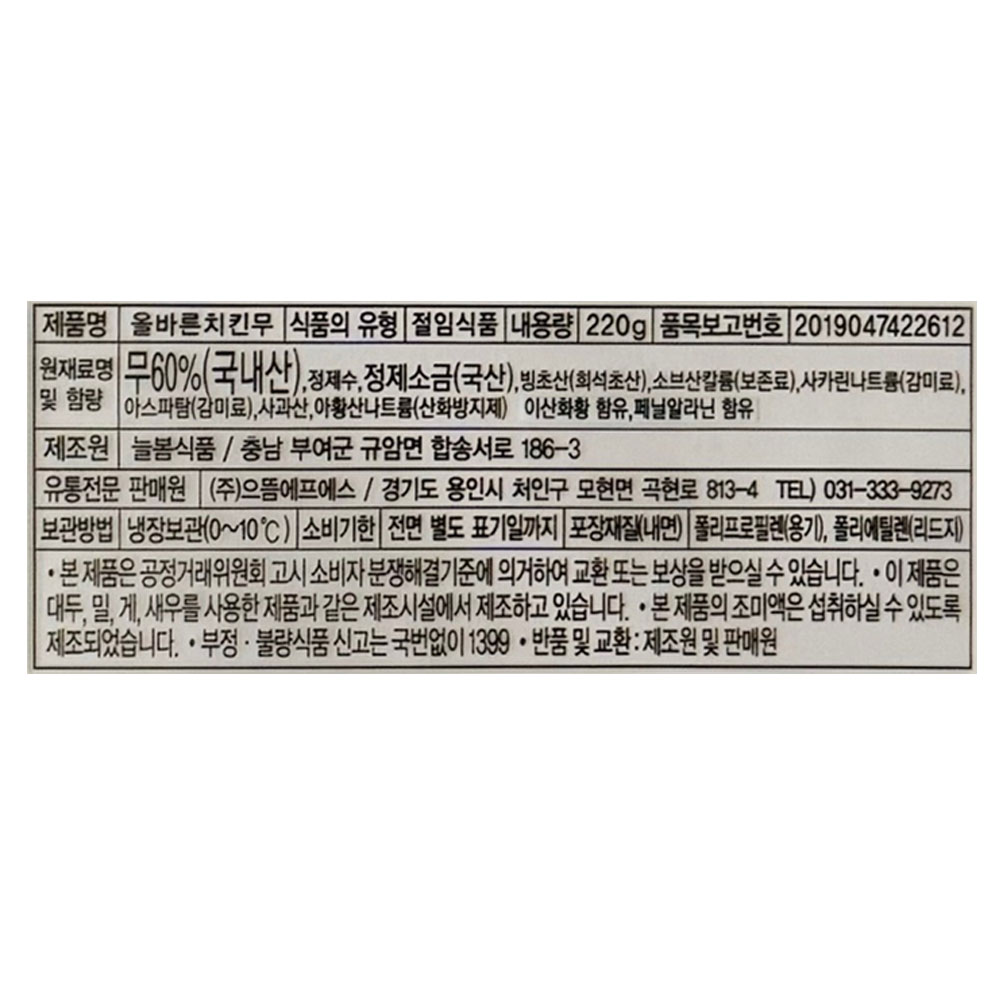 제품명 올바른치킨무 식품의 유형 절임식품 내용량 220g 품목보고번호 2019047422612
원재료명 및 함량 무60%(국내산),정제수,정제소금(국산),빙초산(희석초산),소브산칼륨(보존료),사카린나트륨(감미료),
아스파탐(감미료),사과산,아황산나트륨(산화방지제) 이산화황 함유,페닐알라닌 함유
제조원 늘봄식품 / 충남 부여군 규암면 합송서로 186-3
유통전문 판매원 (주)으뜸에프에스 / 경기도 용인시 처인구 모현면 곡현로 813-4 TEL) 031-333-9273
보관방법 냉장보관(0~10℃) 소비기한 전면 별도 표기일까지 포장재질(내면) 폴리프로필렌(용기), 폴리에틸렌(리드지)
• 본 제품은 공정거래위원회 고시 소비자 분쟁해결기준에 의거하여 교환 또는 보상을 받으실 수 있습니다. • 이 제품은
대두, 밀, 게, 새우를 사용한 제품과 같은 제조시설에서 제조하고 있습니다. • 본 제품의 조미액은 섭취하실 수 있도록
제조되었습니다. • 부정 · 불량식품 신고는 국번없이 1399 • 반품 및 교환 : 제조원 및 판매원